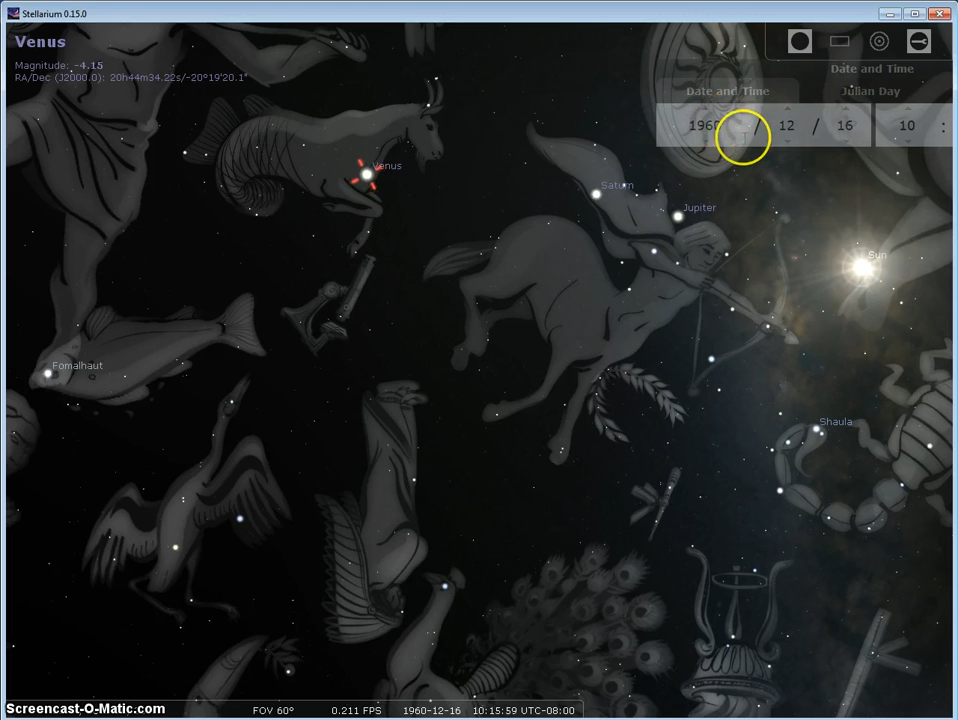 Stellarium 0.15.0
Venus
Magnitude: -4.15
RA/Dec (J2000.0): 20h44m34.22s/-20°19'20.1"
Date and Time
Date and Time
Julian Day
1960 / 12 / 16 10 :
Venus
Saturn
Jupiter
Sun
Fomalhaut
Shaula
Screencast-O-Matic.com
FOV 60° 0.211 FPS 1960-12-16 10:15:59 UTC-08:00